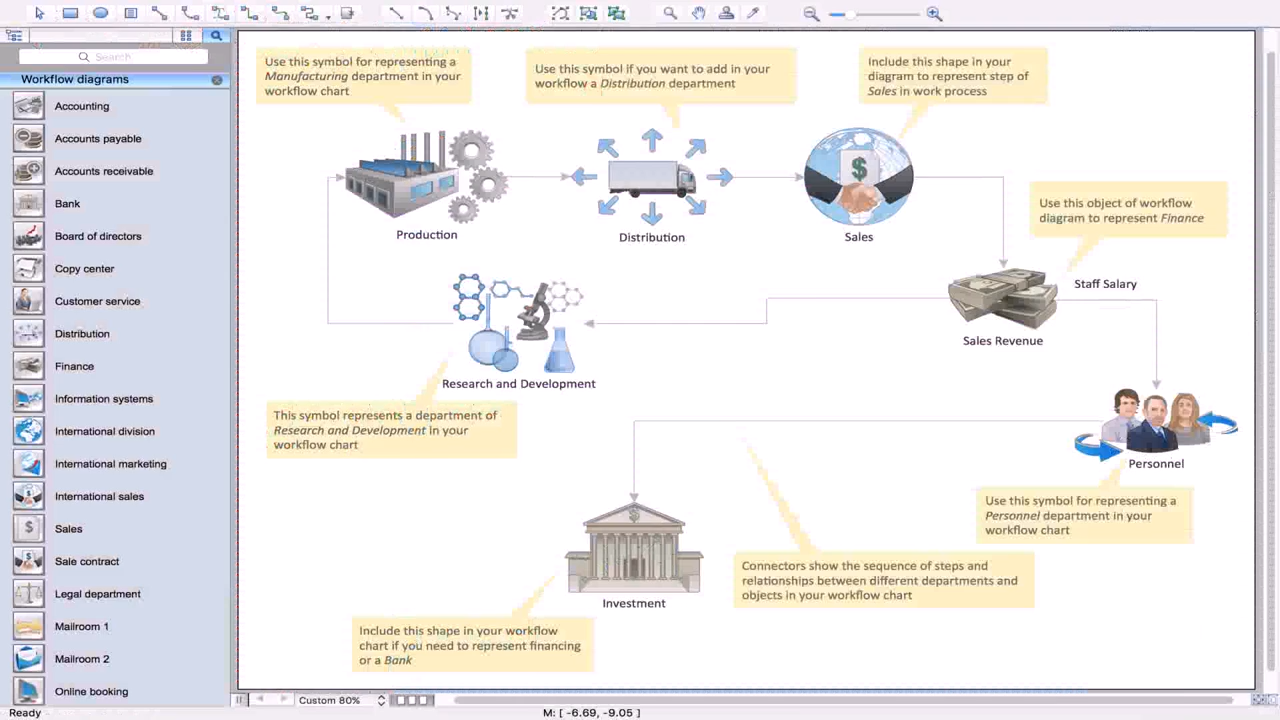 Search
Workflow diagrams
Accounting
Accounts payable
Accounts receivable
Bank
Board of directors
Copy center
Customer service
Distribution
Finance
Information systems
International division
International marketing
International sales
Sales
Sale contract
Legal department
Mailroom 1
Mailroom 2
Online booking
Ready
Use this symbol for representing a
Manufacturing department in your
workflow chart
Use this symbol if you want to add in your
workflow a Distribution department
Include this shape in your
diagram to represent step of
Sales in work process
Production
Distribution
Sales
Use this object of workflow
diagram to represent Finance
Staff Salary
Sales Revenue
Research and Development
This symbol represents a department of
Research and Development in your
workflow chart
Personnel
Use this symbol for representing a
Personnel department in your
workflow chart
Connectors show the sequence of steps and
relationships between different departments and
objects in your workflow chart
Investment
Include this shape in your workflow
chart if you need to represent financing
or a Bank
Custom 80%
M: [ -6.69, -9.05 ]